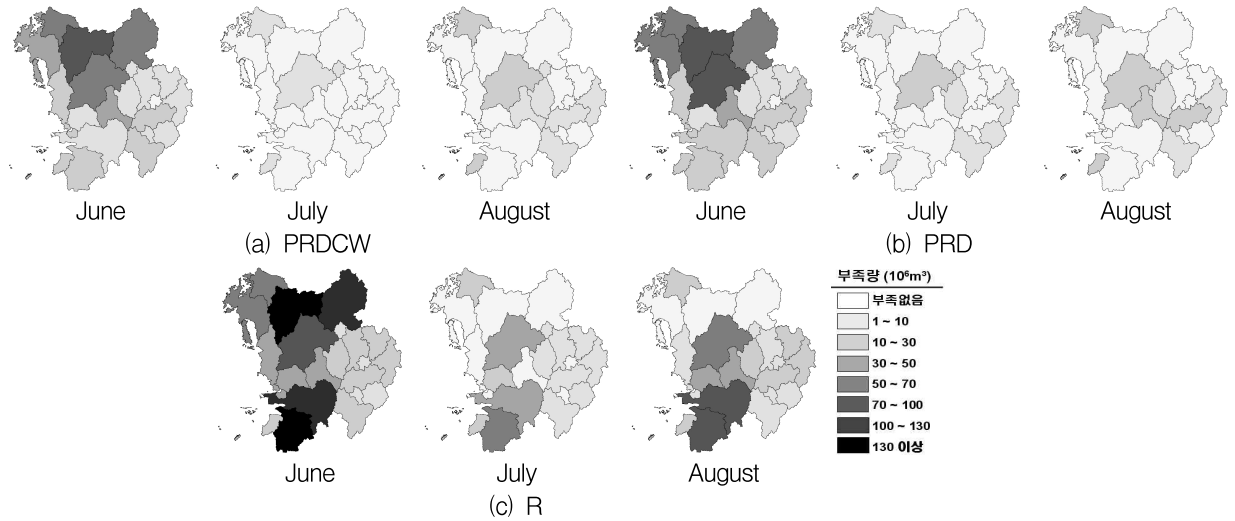 June
July
August
June
July
August
(a) PRDCW
(b) PRD
부족량 (10⁶m³)
부족없음
1 ~ 10
10 ~ 30
30 ~ 50
50 ~ 70
70 ~ 100
100 ~ 130
130 이상
June
July
August
(c) R